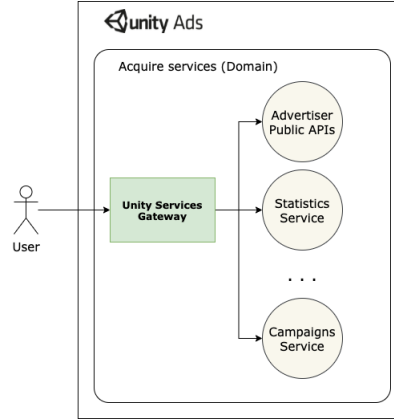 unity Ads
Acquire services (Domain)
Advertiser
Public APIs
Unity Services
Gateway
Statistics
Service
User
. . .
Campaigns
Service